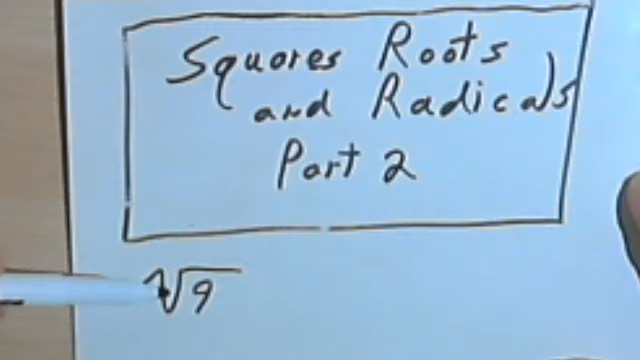 Squares Roots
and Radicals
Part 2
√9